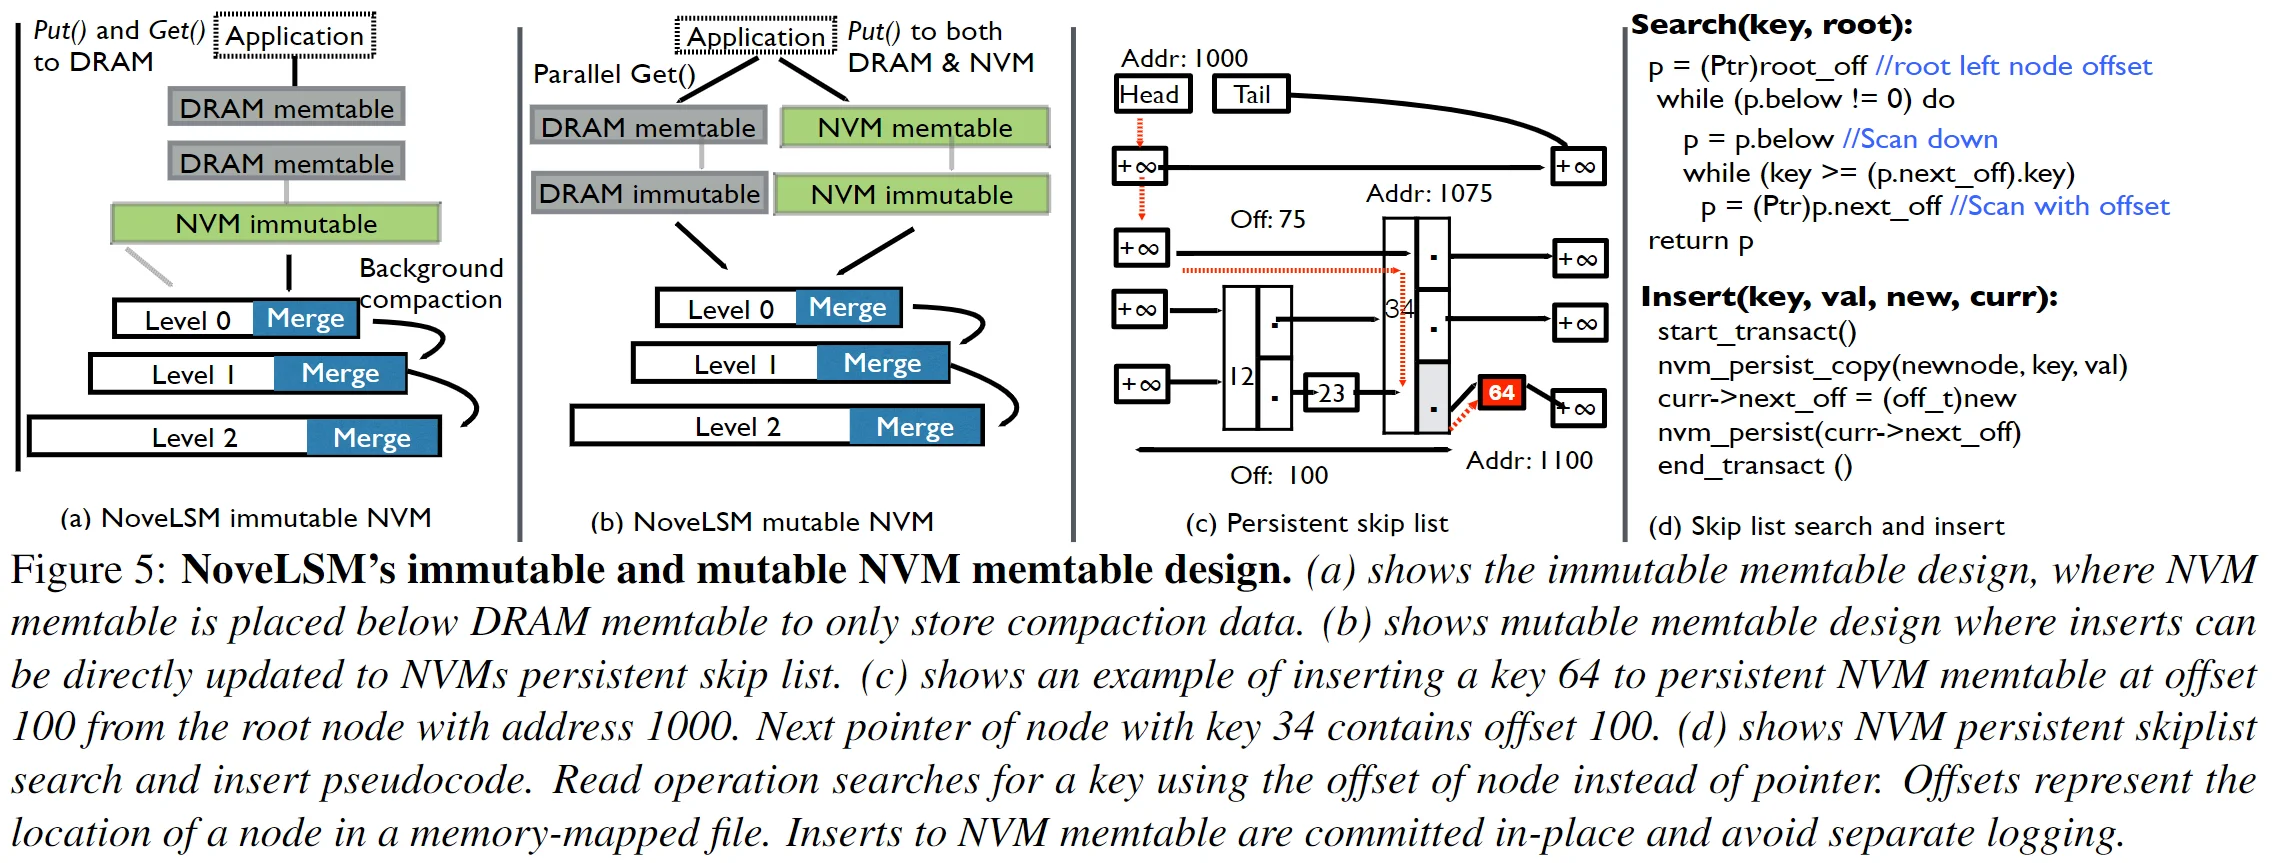 Put() and Get()
to DRAM
Application
DRAM memtable
DRAM memtable
NVM immutable
Background
compaction
Level 0
Merge
Level 1
Merge
Level 2
Merge
(a) NoveLSM immutable NVM
Application
Put() to both
DRAM & NVM
Parallel Get()
DRAM memtable
NVM memtable
DRAM immutable
NVM immutable
Level 0
Merge
Level 1
Merge
Level 2
Merge
(b) NoveLSM mutable NVM
Addr: 1000
Head
Tail
+∞
+∞
Addr: 1075
Off: 75
+∞
+∞
+∞
34
+∞
+∞
12
23
64
+∞
Off: 100
Addr: 1100
(c) Persistent skip list
Search(key, root):
p = (Ptr)root_off //root left node offset
while (p.below != 0) do
p = p.below //Scan down
while (key >= (p.next_off).key)
p = (Ptr)p.next_off //Scan with offset
return p
Insert(key, val, new, curr):
start_transact()
nvm_persist_copy(newnode, key, val)
curr->next_off = (off_t)new
nvm_persist(curr->next_off)
end_transact ()
(d) Skip list search and insert
Figure 5: NoveLSM's immutable and mutable NVM memtable design. (a) shows the immutable memtable design, where NVM
memtable is placed below DRAM memtable to only store compaction data. (b) shows mutable memtable design where inserts can
be directly updated to NVMs persistent skip list. (c) shows an example of inserting a key 64 to persistent NVM memtable at offset
100 from the root node with address 1000. Next pointer of node with key 34 contains offset 100. (d) shows NVM persistent skiplist
search and insert pseudocode. Read operation searches for a key using the offset of node instead of pointer. Offsets represent the
location of a node in a memory-mapped file. Inserts to NVM memtable are committed in-place and avoid separate logging.